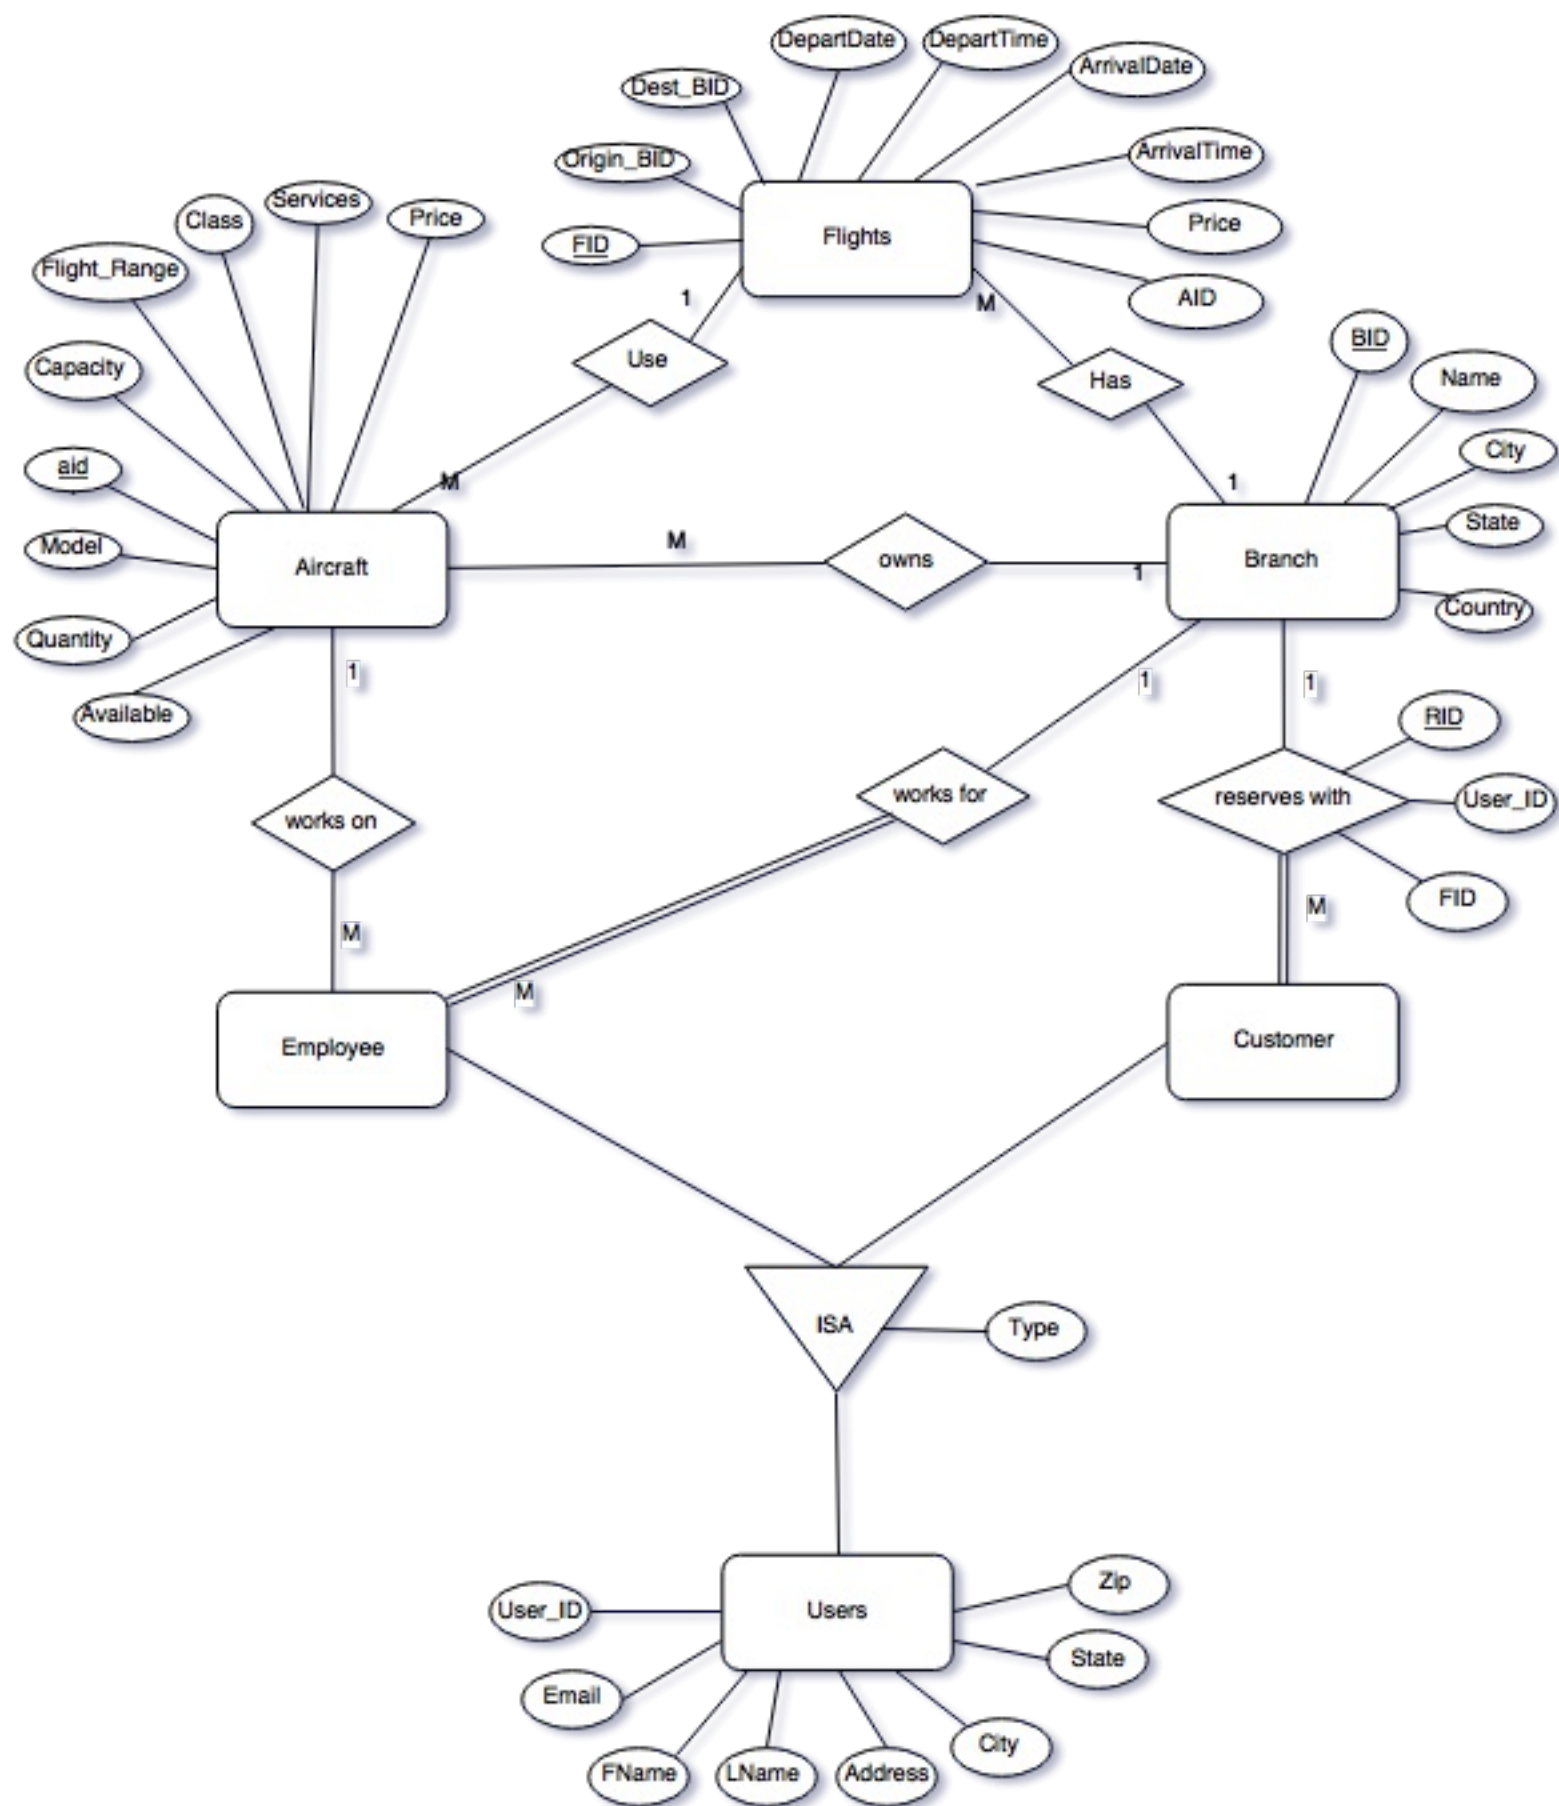 DepartDate
DepartTime
ArrivalDate
Dest_BID
ArrivalTime
Origin_BID
Services
Price
Class
Price
Flights
FID
Flight_Range
AID
1
M
BID
Use
Has
Capacity
Name
City
aid
M
1
State
Model
M
owns
1
Branch
Aircraft
Country
Quantity
1
1
1
Available
RID
works for
reserves with
User_ID
works on
FID
M
M
M
Employee
Customer
ISA
Type
Zip
User_ID
Users
State
Email
City
FName
LName
Address